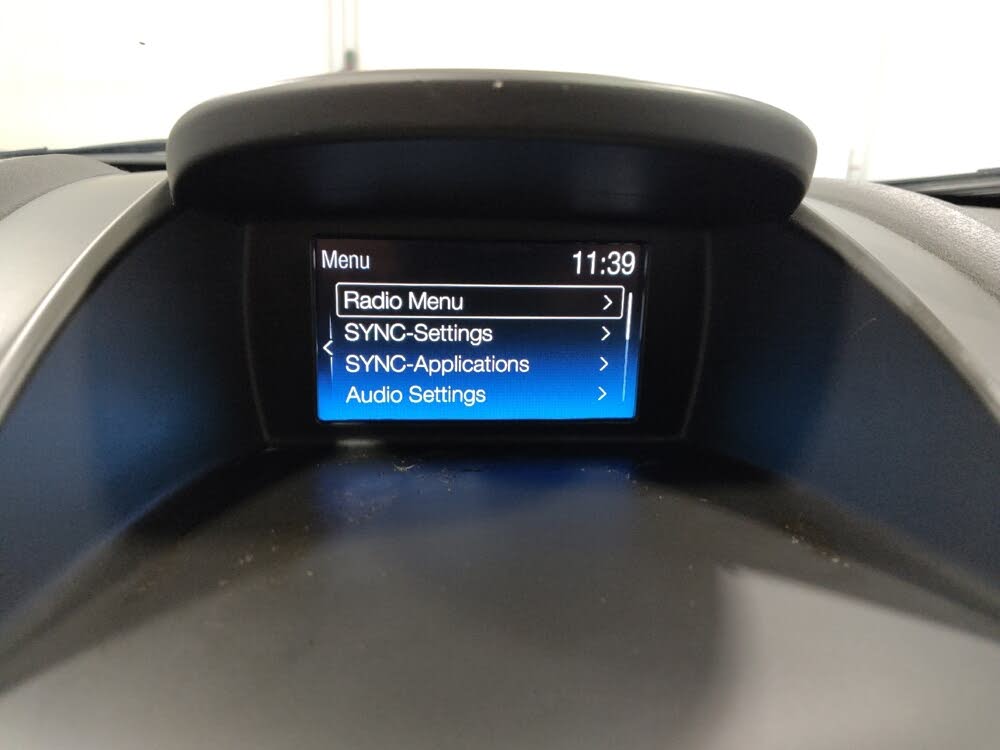 Menu 11:39
Radio Menu
SYNC-Settings
SYNC-Applications
Audio Settings